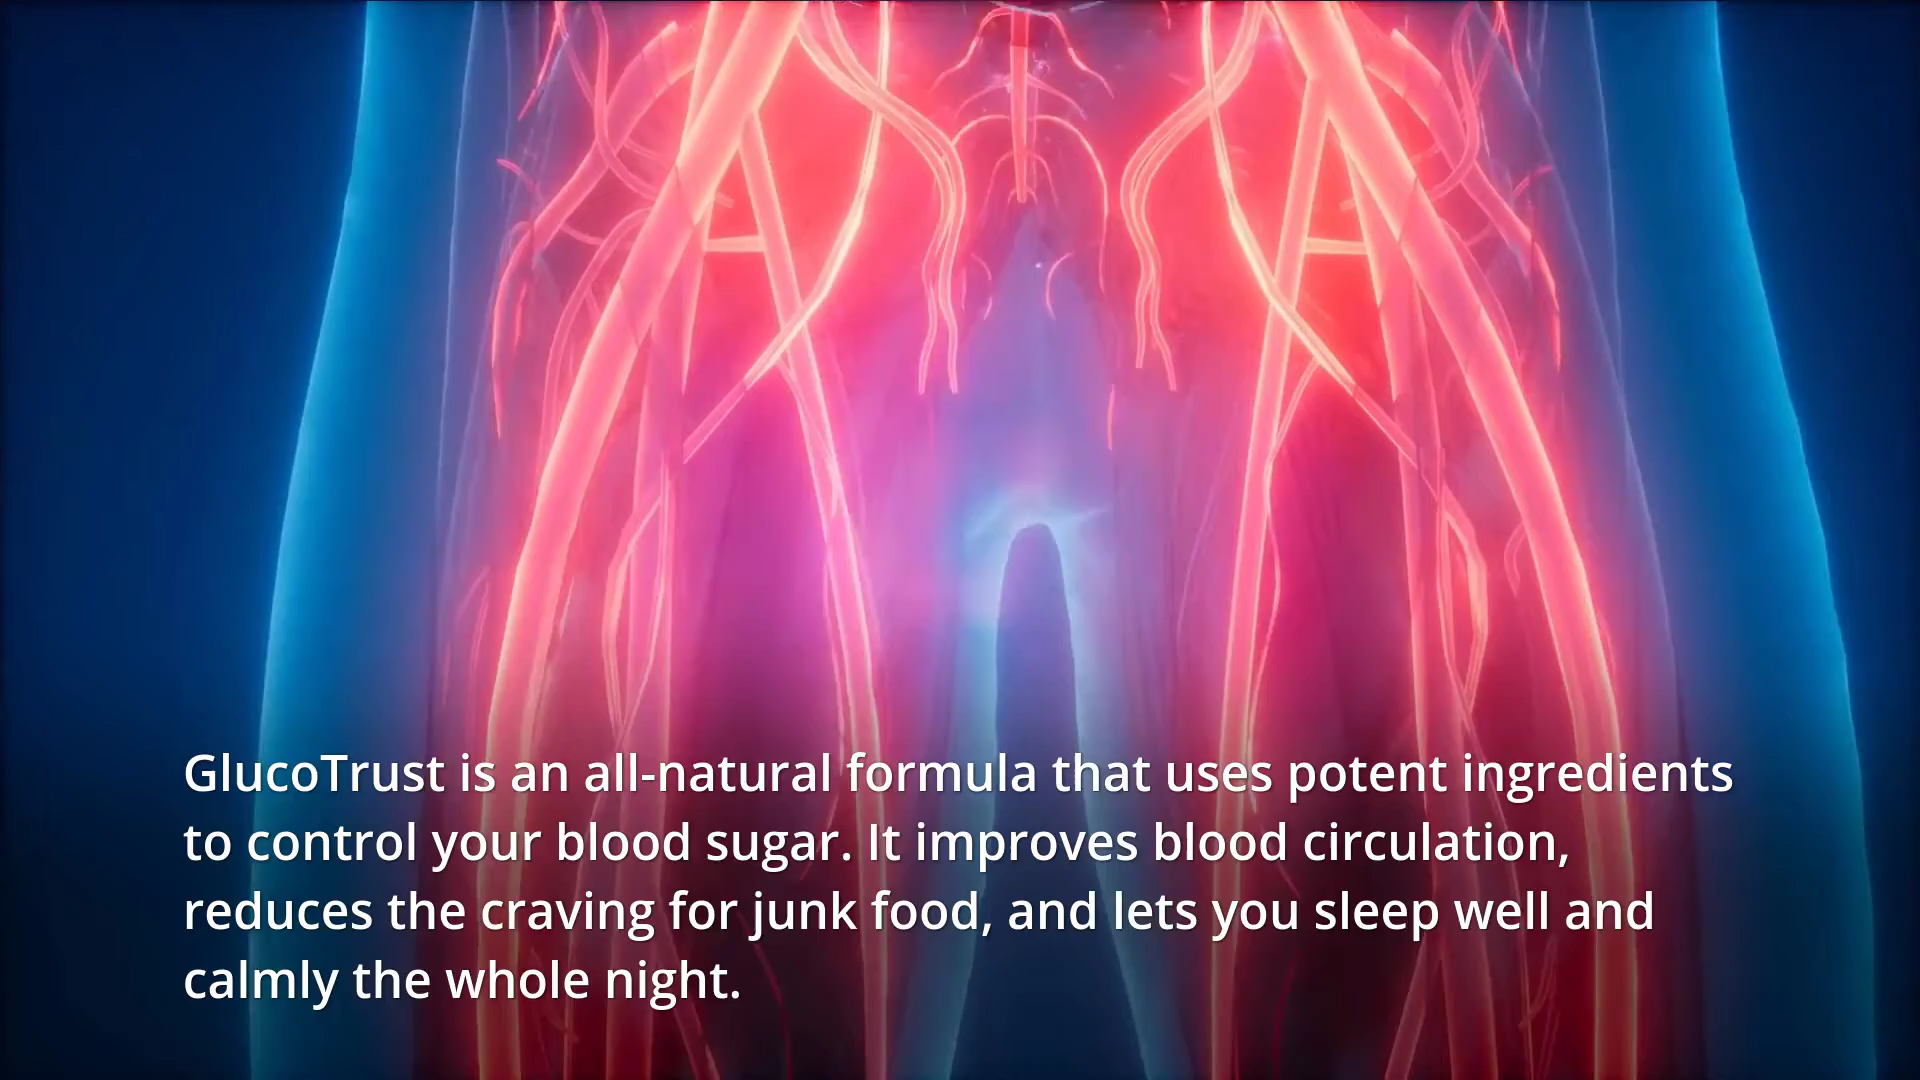 GlucoTrust is an all-natural formula that uses potent ingredients
to control your blood sugar. It improves blood circulation,
reduces the craving for junk food, and lets you sleep well and
calmly the whole night.